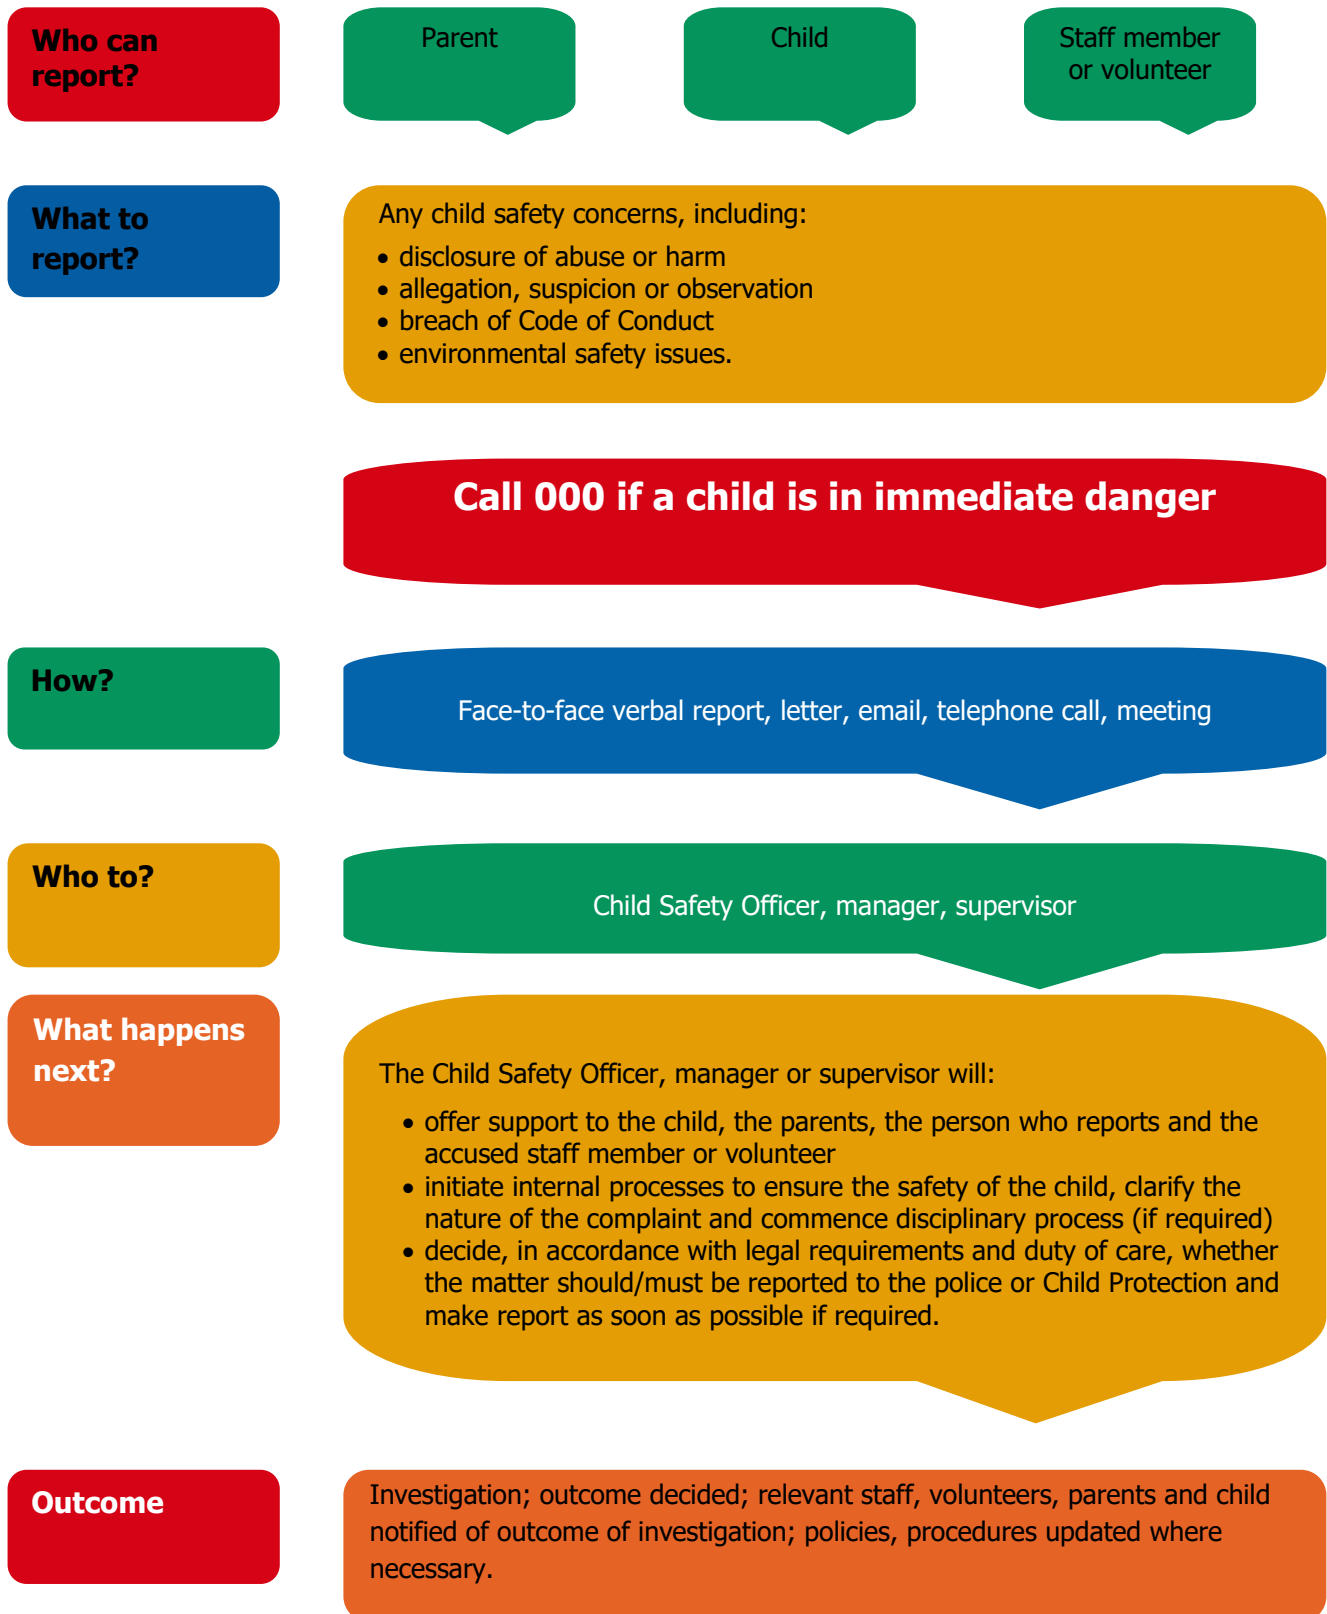 Who can
report?
Parent
Child
Staff member
or volunteer
What to
report?
Any child safety concerns, including:
• disclosure of abuse or harm
• allegation, suspicion or observation
• breach of Code of Conduct
• environmental safety issues.
Call 000 if a child is in immediate danger
How?
Face-to-face verbal report, letter, email, telephone call, meeting
Who to?
Child Safety Officer, manager, supervisor
What happens
next?
The Child Safety Officer, manager or supervisor will:
• offer support to the child, the parents, the person who reports and the
accused staff member or volunteer
• initiate internal processes to ensure the safety of the child, clarify the
nature of the complaint and commence disciplinary process (if required)
• decide, in accordance with legal requirements and duty of care, whether
the matter should/must be reported to the police or Child Protection and
make report as soon as possible if required.
Outcome
Investigation; outcome decided; relevant staff, volunteers, parents and child
notified of outcome of investigation; policies, procedures updated where
necessary.